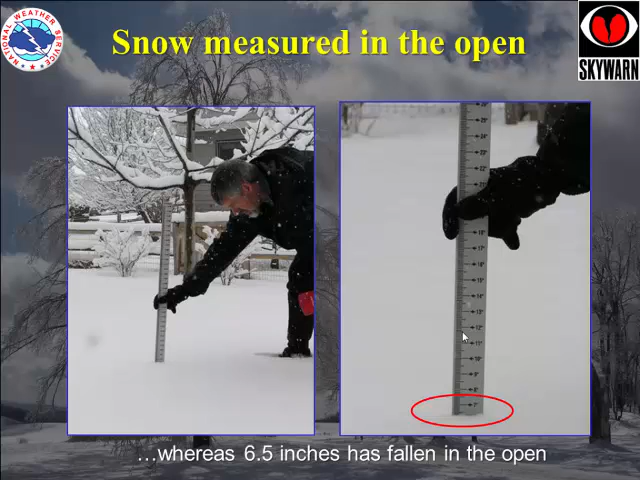 Snow measured in the open
NATIONAL WEATHER SERVICE
SKYWARN
…whereas 6.5 inches has fallen in the open